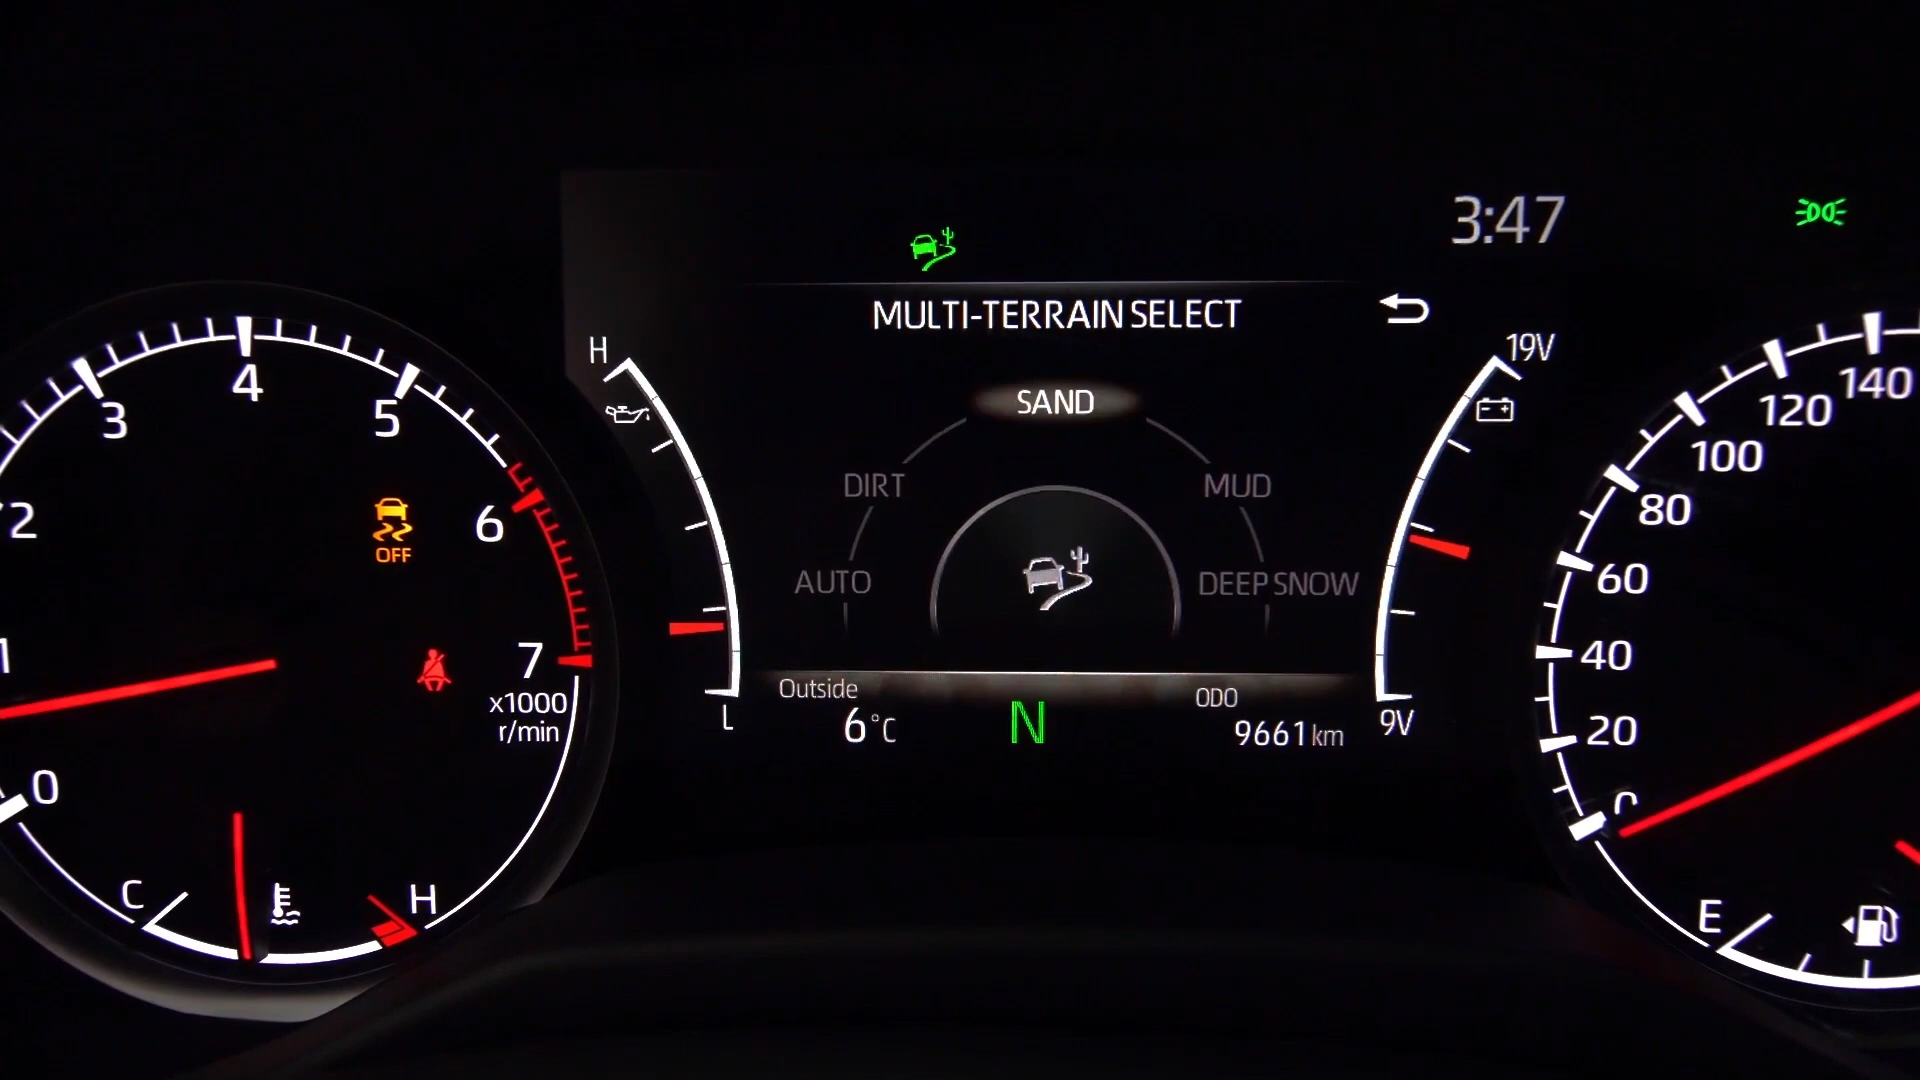 3:47
MULTI-TERRAIN SELECT
SAND
DIRT
MUD
AUTO
DEEP SNOW
Outside
6°C
N
ODO
9661 km
H
L
19V
9V
0
1
2
3
4
5
6
7
x1000
r/min
OFF
C
H
0
20
40
60
80
100
120
140
E